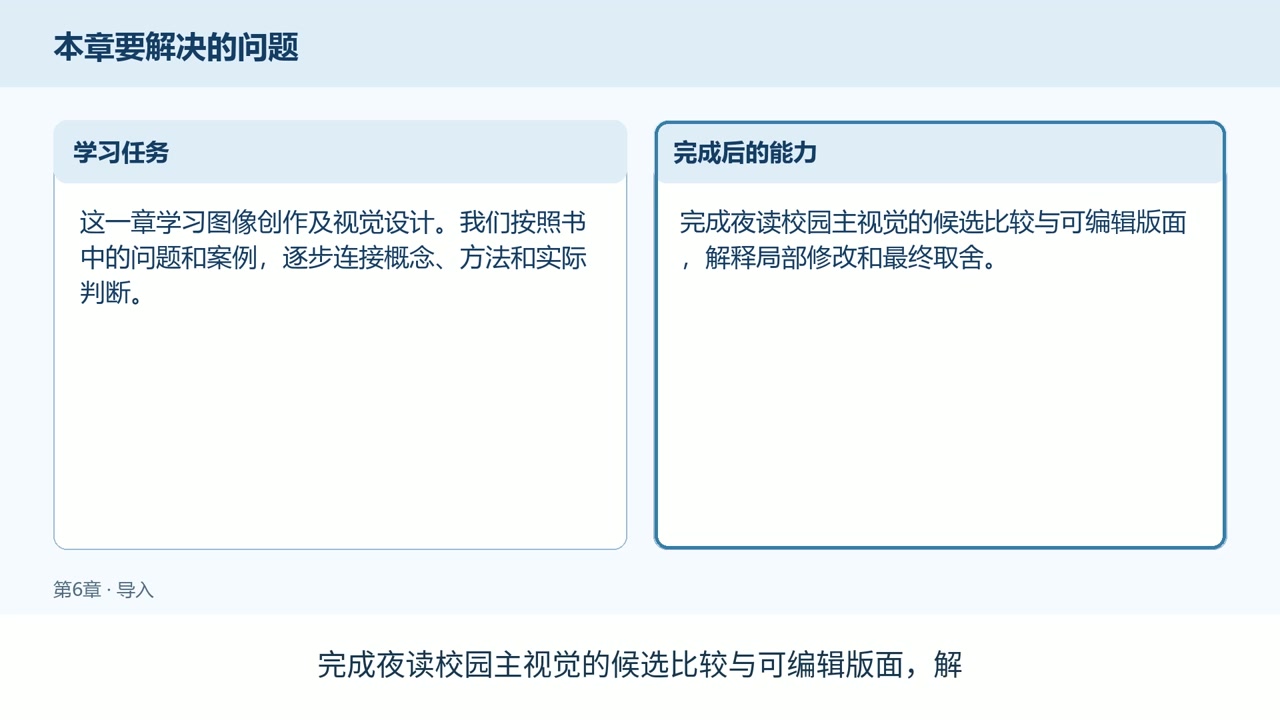 本章要解决的问题
学习任务
这一章学习图像创作及视觉设计。我们按照书
中的问题和案例，逐步连接概念、方法和实际
判断。
完成后的能力
完成夜读校园主视觉的候选比较与可编辑版面
，解释局部修改和最终取舍。
第6章 · 导入
完成夜读校园主视觉的候选比较与可编辑版面，解